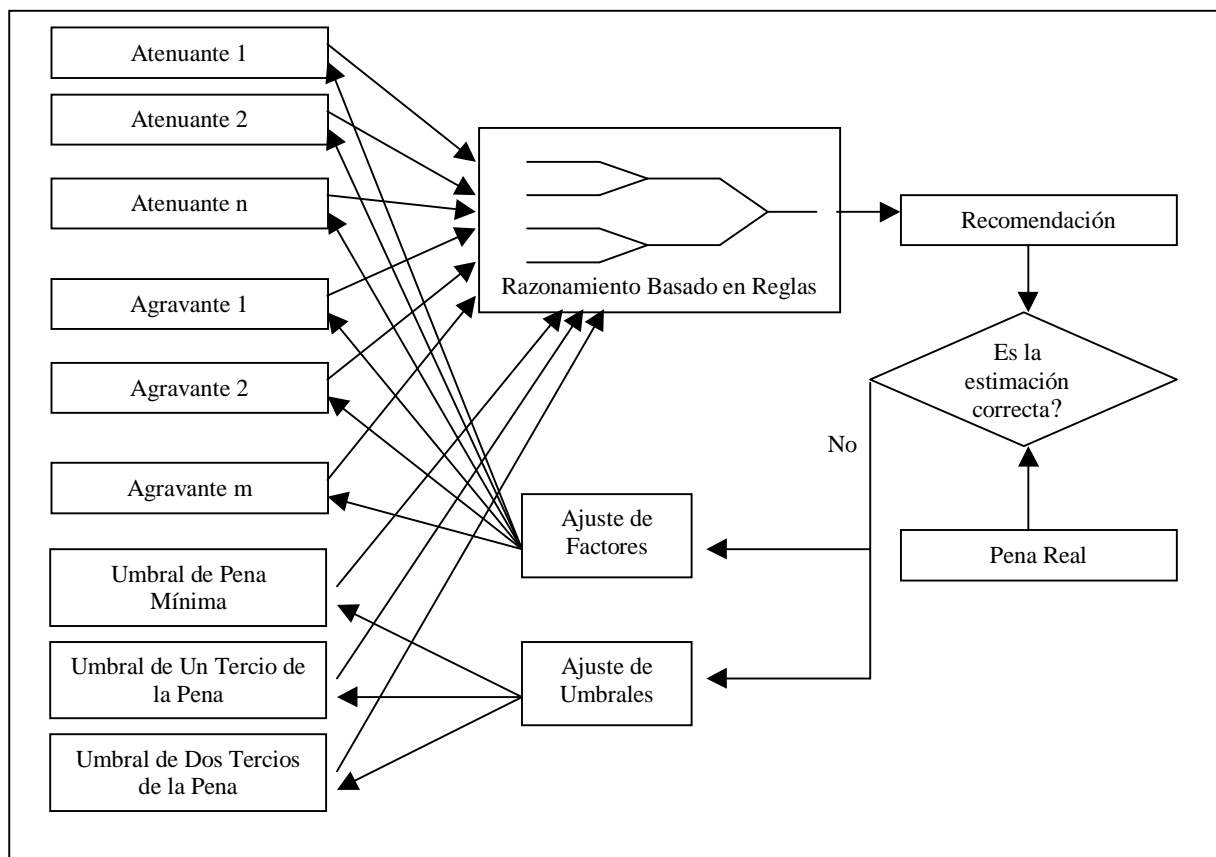 Atenuante 1
Atenuante 2
Atenuante n
Agravante 1
Agravante 2
Agravante m
Umbral de Pena
Mínima
Umbral de Un Tercio de
la Pena
Umbral de Dos Tercios
de la Pena
Razonamiento Basado en Reglas
Ajuste de
Factores
Ajuste de
Umbrales
Recomendación
Es la
estimación
correcta?
No
Pena Real